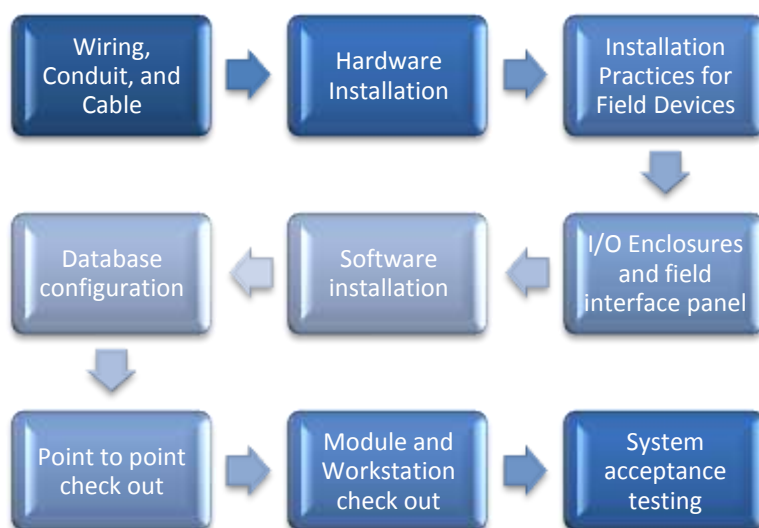 Wiring,
Conduit, and
Cable
Hardware
Installation
Installation
Practices for
Field Devices
I/O Enclosures
and field
interface panel
Software
installation
Database
configuration
Point to point
check out
Module and
Workstation
check out
System
acceptance
testing